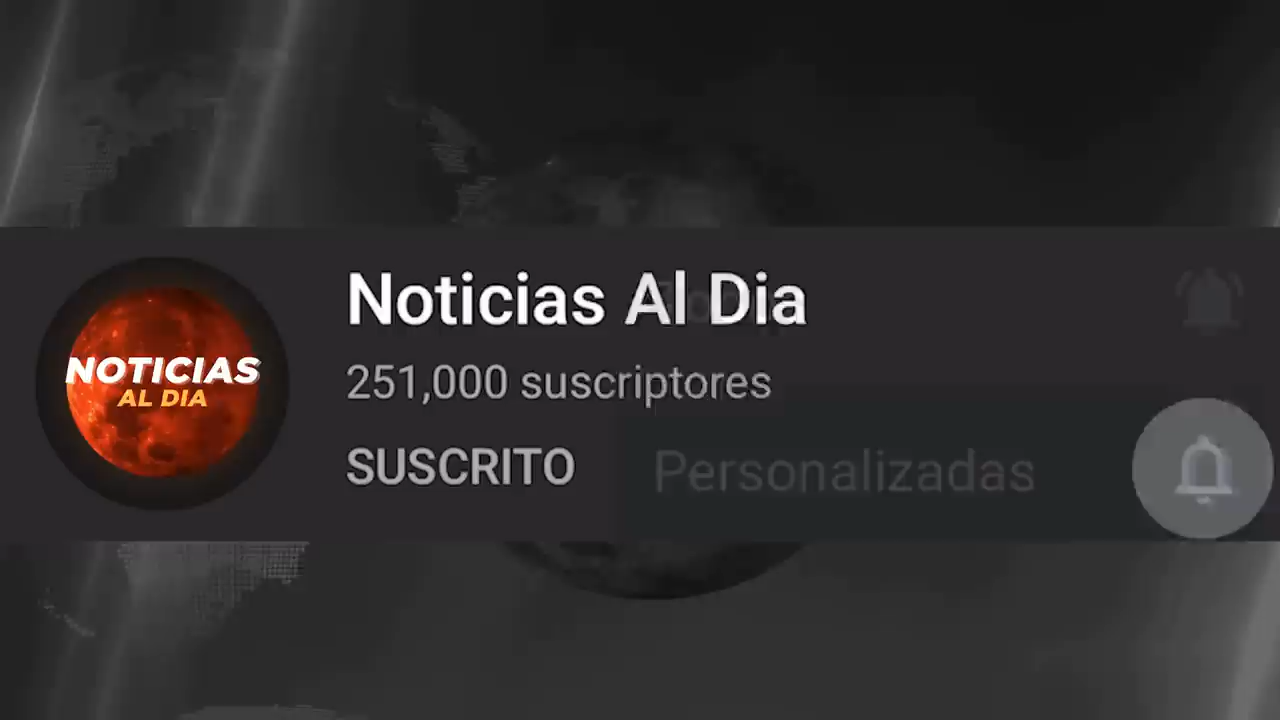 Noticias Al Dia
251,000 suscriptores
SUSCRITO
Personalizadas
NOTICIAS
AL DIA